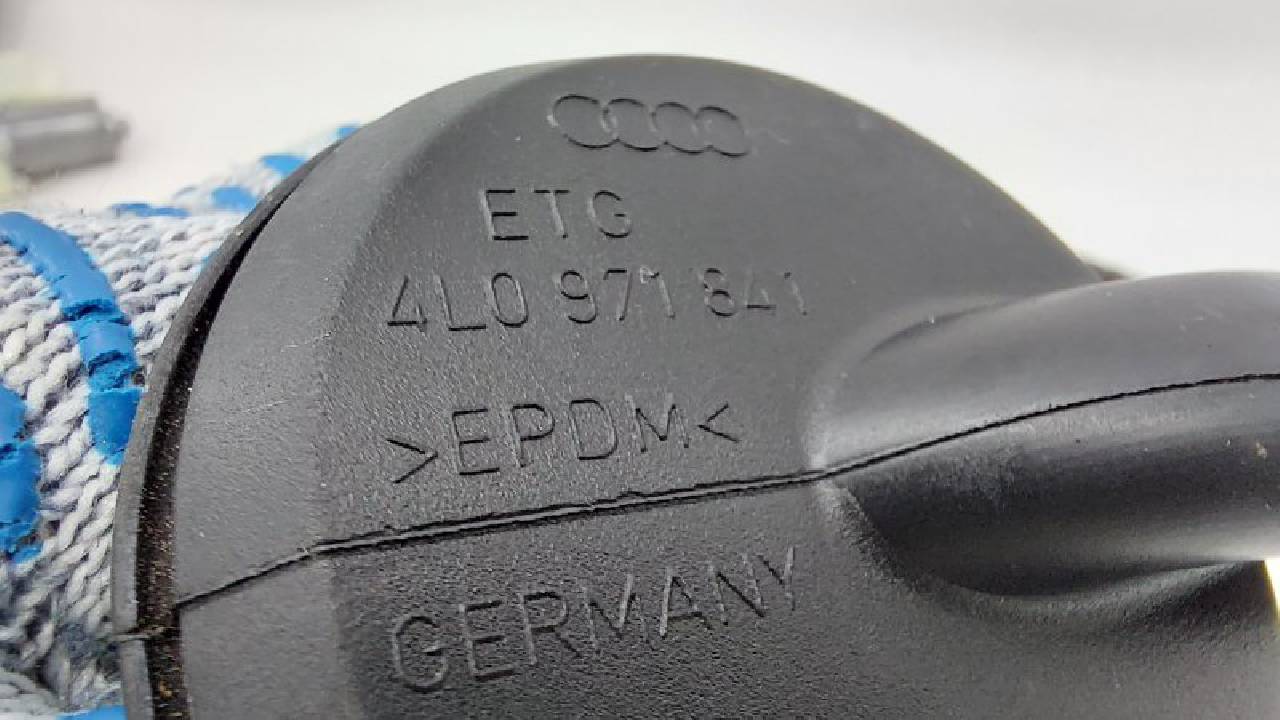 ETG
4L0 971 841
>EPDM<
GERMANY